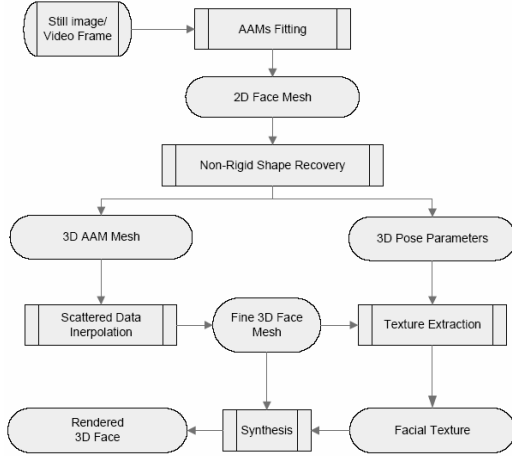 Still image/
Video Frame
AAMs Fitting
2D Face Mesh
Non-Rigid Shape Recovery
3D AAM Mesh
3D Pose Parameters
Scattered Data
Inerpolation
Fine 3D Face
Mesh
Texture Extraction
Rendered
3D Face
Synthesis
Facial Texture